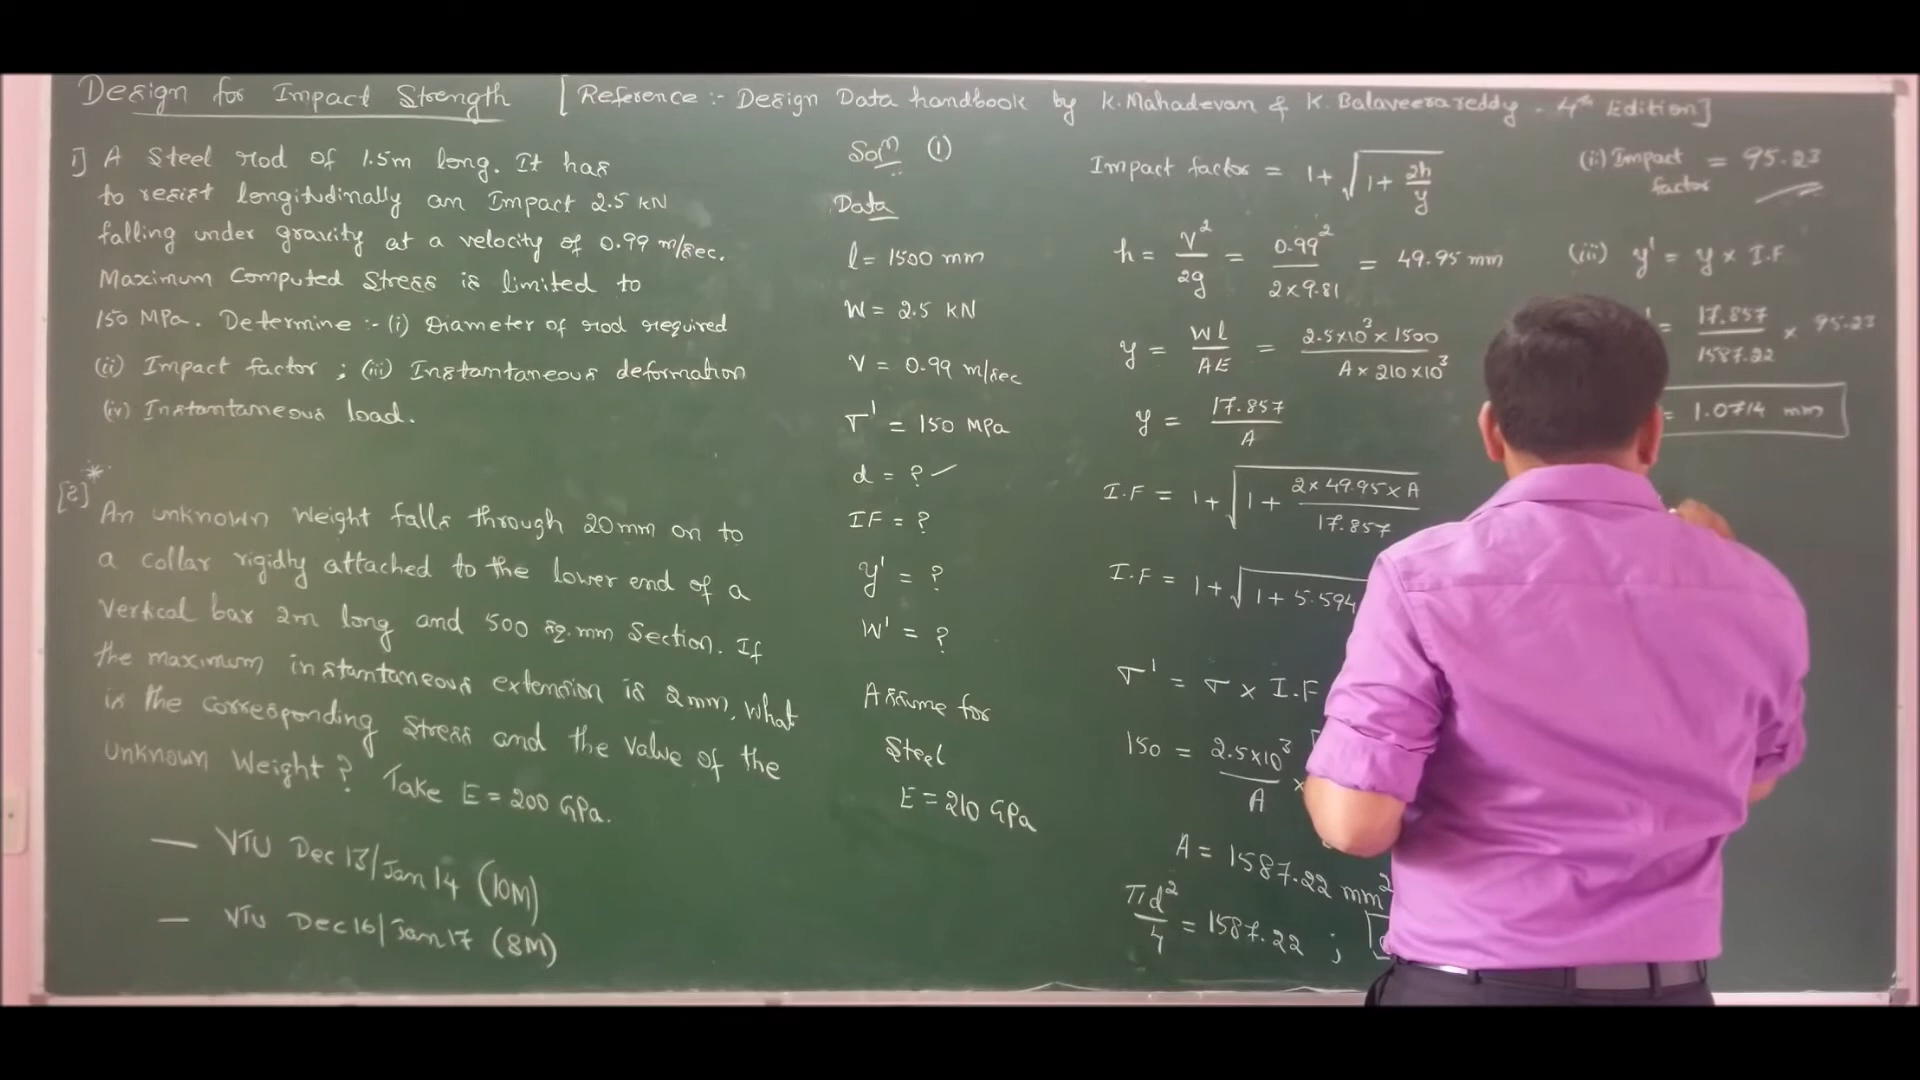 Design for Impact Strength [Reference :- Design Data handbook by K. Mahadevan & K. Balaveerareddy - 4th Edition]
1] A Steel rod of 1.5m long. It has
to resist longitudinally an Impact 2.5 KN
falling under gravity at a velocity of 0.99 m/sec.
Maximum Computed Stress is limited to
150 MPa. Determine :- (i) Diameter of rod required
(ii) Impact factor ; (iii) Instantaneous deformation
(iv) Instantaneous load.
[2]*
An unknown Weight falls through 20mm on to
a collar rigidly attached to the lower end of a
Vertical bar 2m long and 500 sq.mm Section. If
the maximum instantaneous extension is 2mm, what
is the corresponding Stress and the value of the
unknown Weight? Take E = 200 GPa.
— VTU Dec 13/Jan 14 (10M)
— VTU Dec 16/Jan 17 (8M)
Soln (1)
Data
l = 1500 mm
W = 2.5 KN
V = 0.99 m/sec
σ' = 150 MPa
d = ? ✓
IF = ?
y' = ?
W' = ?
Assume for
Steel
E = 210 GPa
Impact factor = 1+√(1 + 2h/y)
h = V²/2g = 0.99²/2×9.81 = 49.95 mm
y = Wl/AE = 2.5×10³×1500/A×210×10³
y = 17.857/A
I.F = 1+√(1 + 2×49.95×A/17.857)
I.F = 1+√(1 + 5.594
σ' = σ × I.F
150 = 2.5×10³/A ×
A = 1587.22 mm²
πd²/4 = 1587.22 ;
(ii) Impact factor = 95.23
(iii) y' = y × I.F
= 17.857/1587.22 × 95.23
= 1.0714 mm